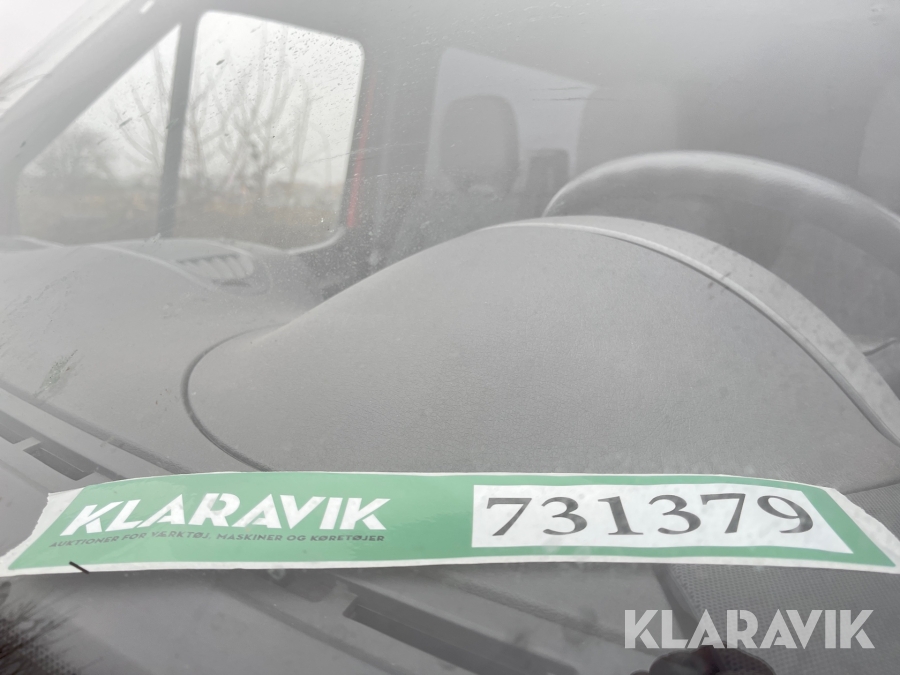 KLARAVIK
AUKTIONER FOR VÆRKTØJ, MASKINER OG KØRETØJER
731379
KLARAVIK